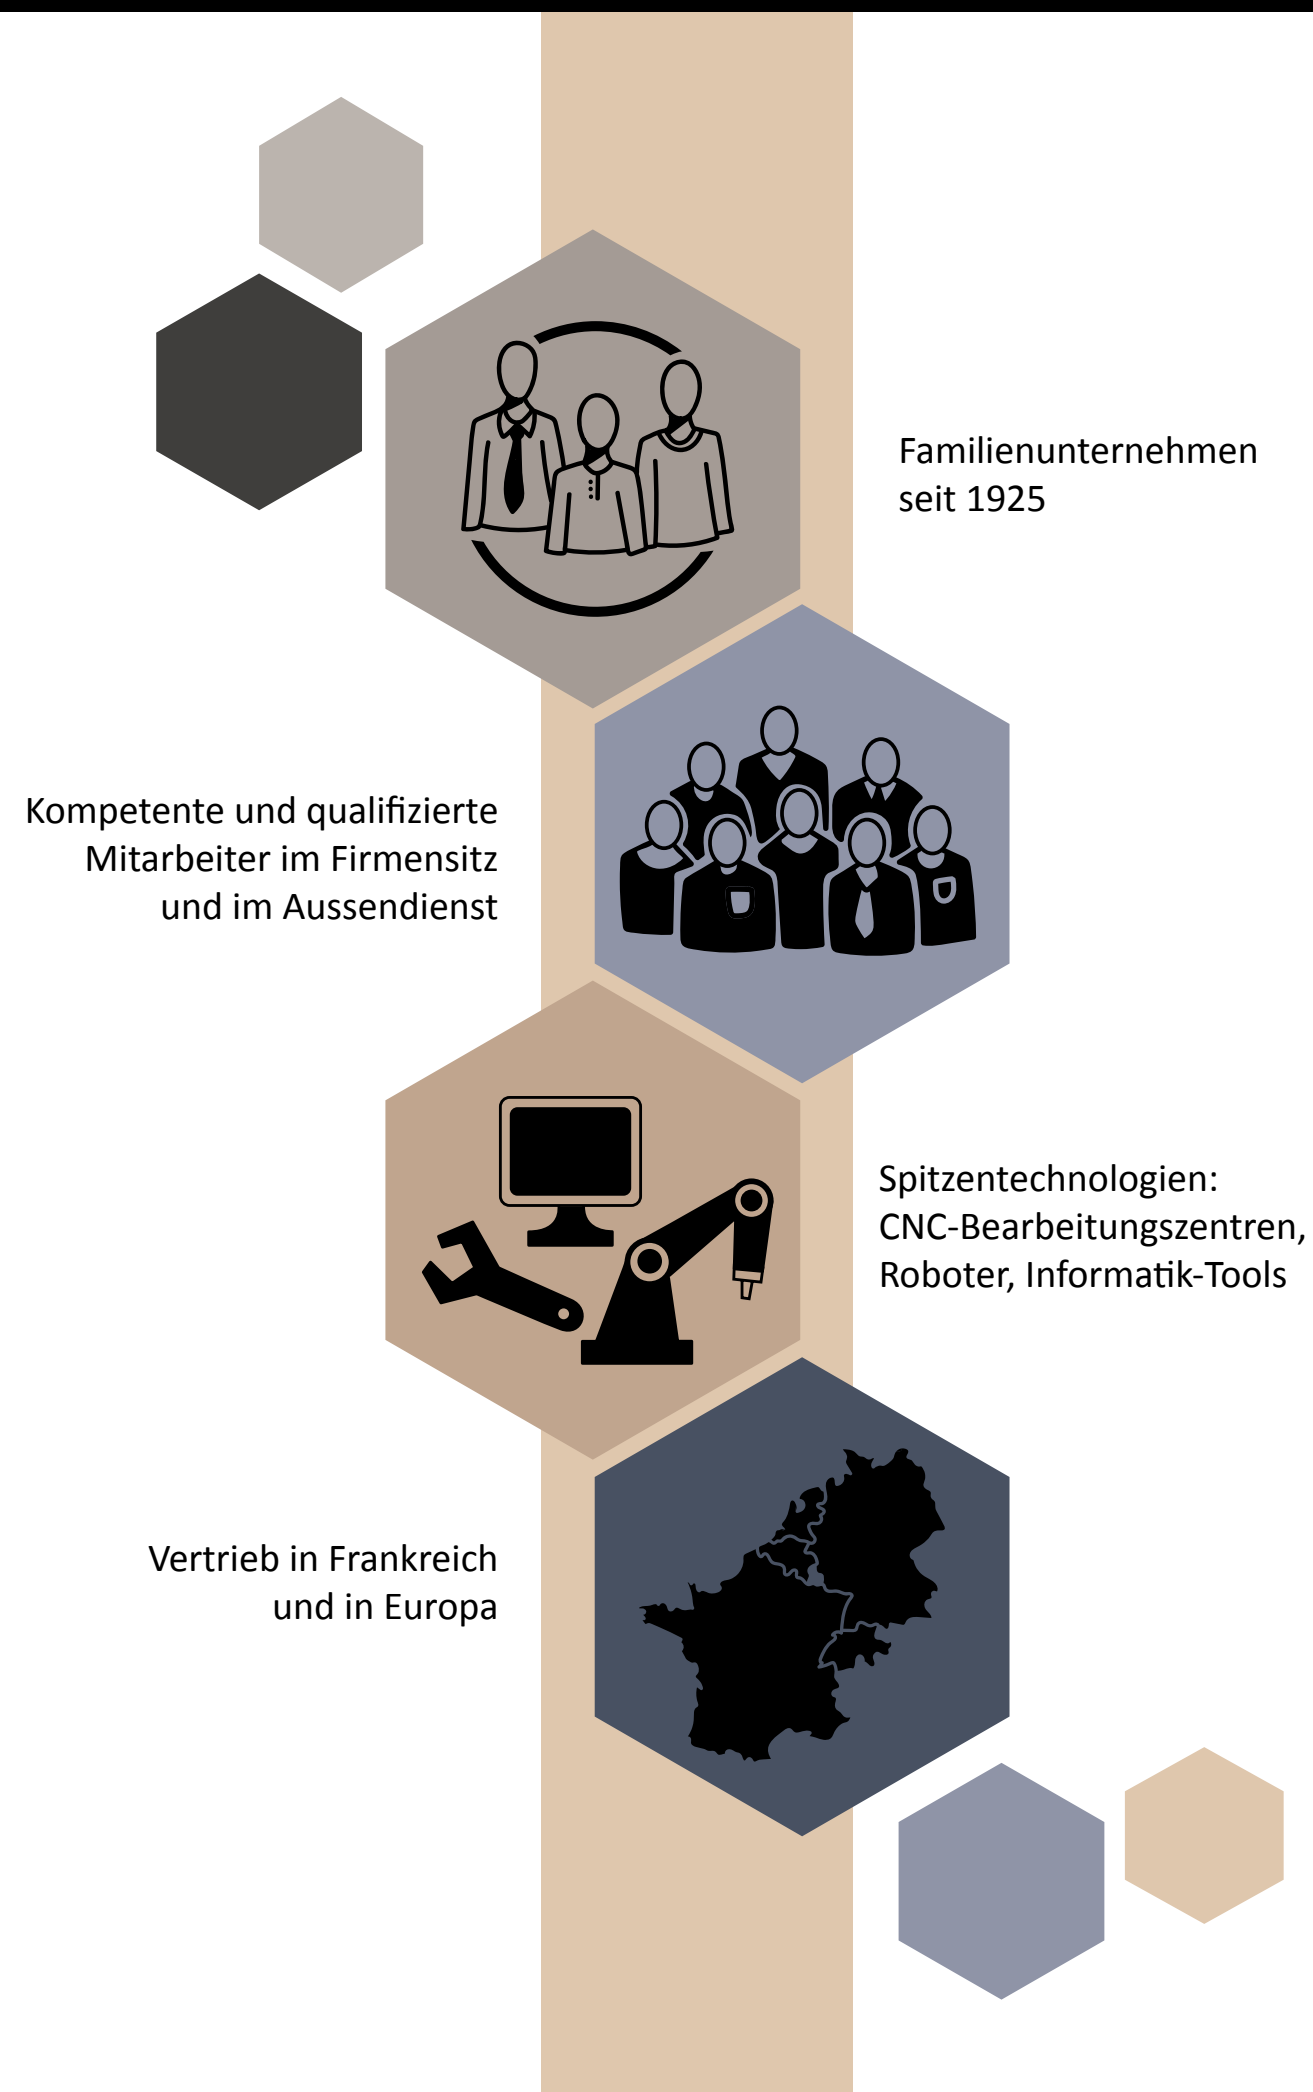 Familienunternehmen
seit 1925
Kompetente und qualifizierte
Mitarbeiter im Firmensitz
und im Aussendienst
Spitzentechnologien:
CNC-Bearbeitungszentren,
Roboter, Informatik-Tools
Vertrieb in Frankreich
und in Europa